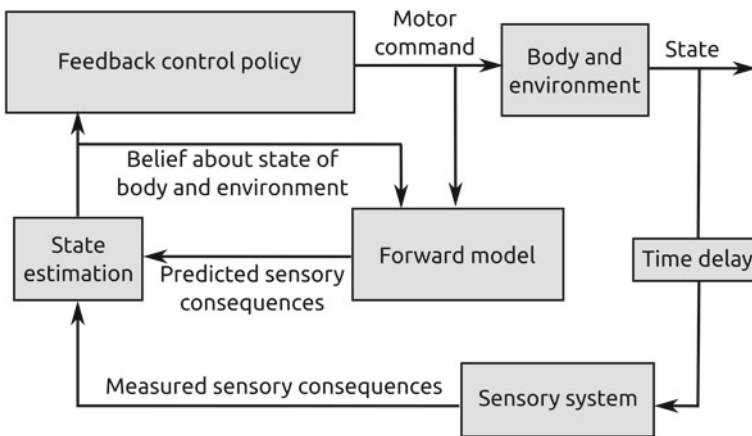 Feedback control policy
Motor
command
Body and
environment
State
Belief about state of
body and environment
State
estimation
Predicted sensory
consequences
Forward model
Time delay
Measured sensory consequences
Sensory system